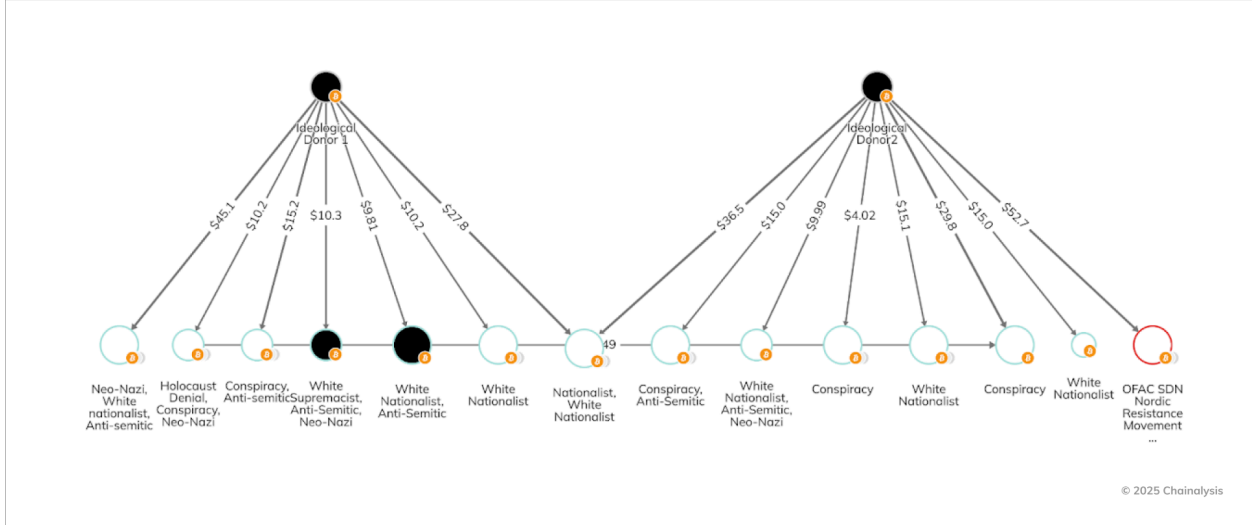 Ideological
Donor 1
Ideological
Donor2
$45.1
$10.2
$15.2
$10.3
$9.81
$10.2
$27.8
$36.5
$15.0
$9.99
$4.02
$15.1
$29.8
$15.0
$52.7
49
Neo-Nazi,
White
nationalist,
Anti-semitic
Holocaust
Denial,
Conspiracy,
Neo-Nazi
Conspiracy,
Anti-semitic
White
Supremacist,
Anti-Semitic,
Neo-Nazi
White
Nationalist,
Anti-Semitic
White
Nationalist
Nationalist,
White
Nationalist
Conspiracy,
Anti-Semitic
White
Nationalist,
Anti-Semitic,
Neo-Nazi
Conspiracy
White
Nationalist
Conspiracy
White
Nationalist
OFAC SDN
Nordic
Resistance
Movement
...
© 2025 Chainalysis